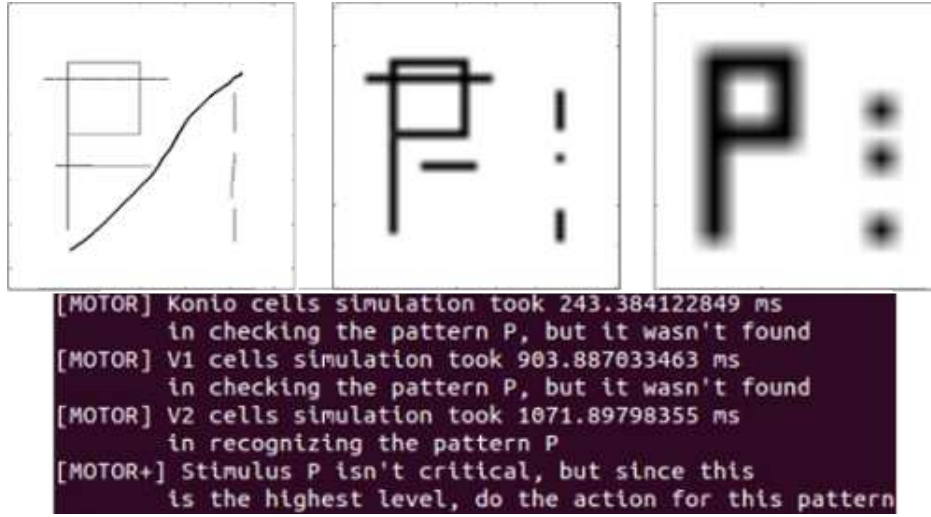 P
[MOTOR] Konio cells simulation took 243.384122849 ms
in checking the pattern P, but it wasn't found
[MOTOR] V1 cells simulation took 903.887033463 ms
in checking the pattern P, but it wasn't found
[MOTOR] V2 cells simulation took 1071.89798355 ms
in recognizing the pattern P
[MOTOR+] Stimulus P isn't critical, but since this
is the highest level, do the action for this pattern